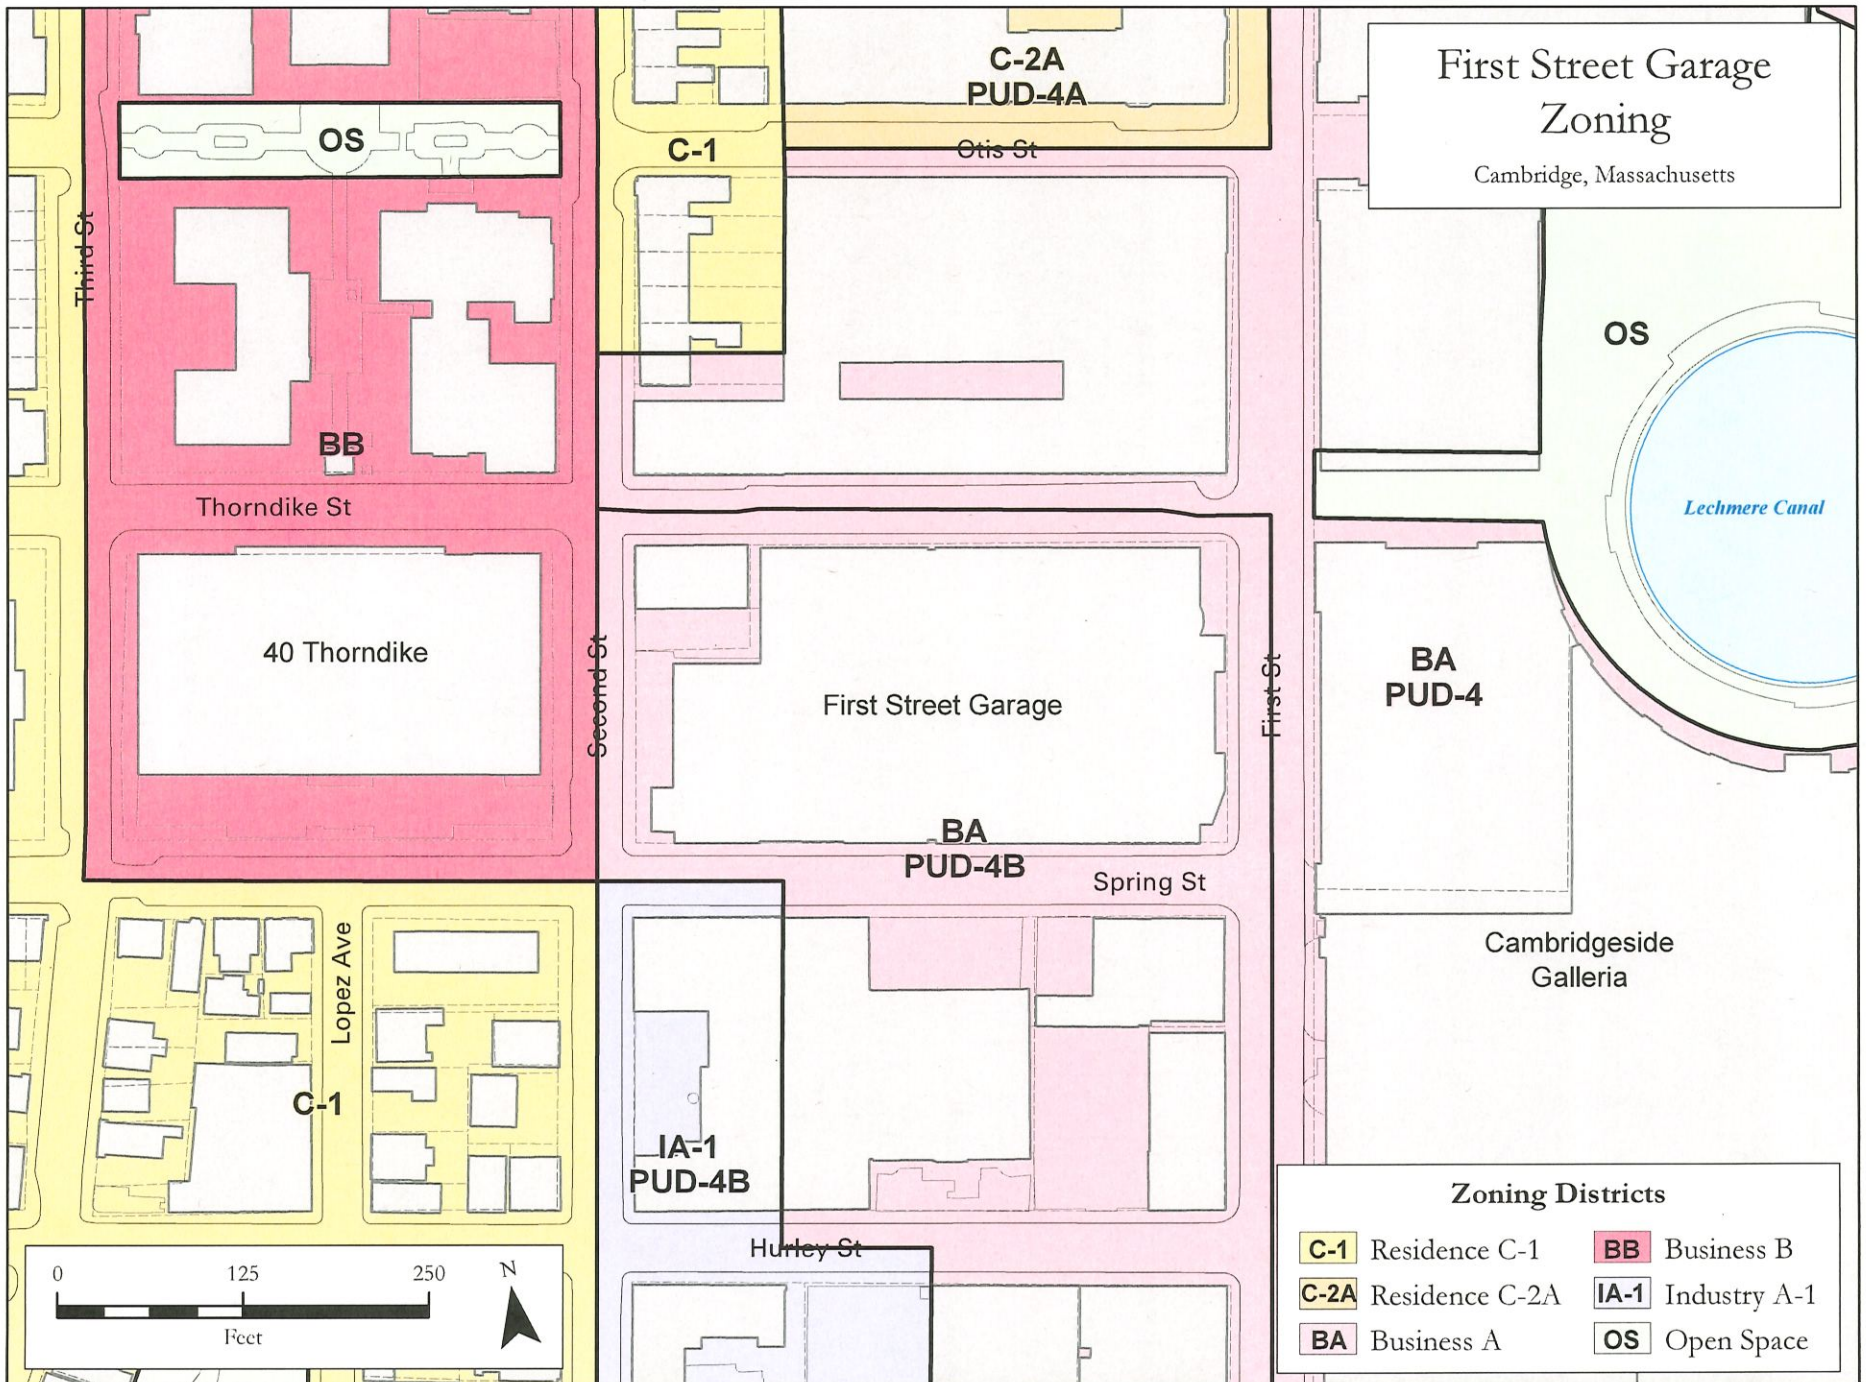 First Street Garage
Zoning
Cambridge, Massachusetts
C-2A
PUD-4A
OS
C-1
Otis St
Third St
OS
BB
Thorndike St
Lechmere Canal
40 Thorndike
Second St
First Street Garage
First St
BA
PUD-4
BA
PUD-4B
Spring St
Lopez Ave
Cambridgeside
Galleria
C-1
IA-1
PUD-4B
Hurley St
0 125 250
Feet
N
Zoning Districts
C-1 Residence C-1
C-2A Residence C-2A
BA Business A
BB Business B
IA-1 Industry A-1
OS Open Space